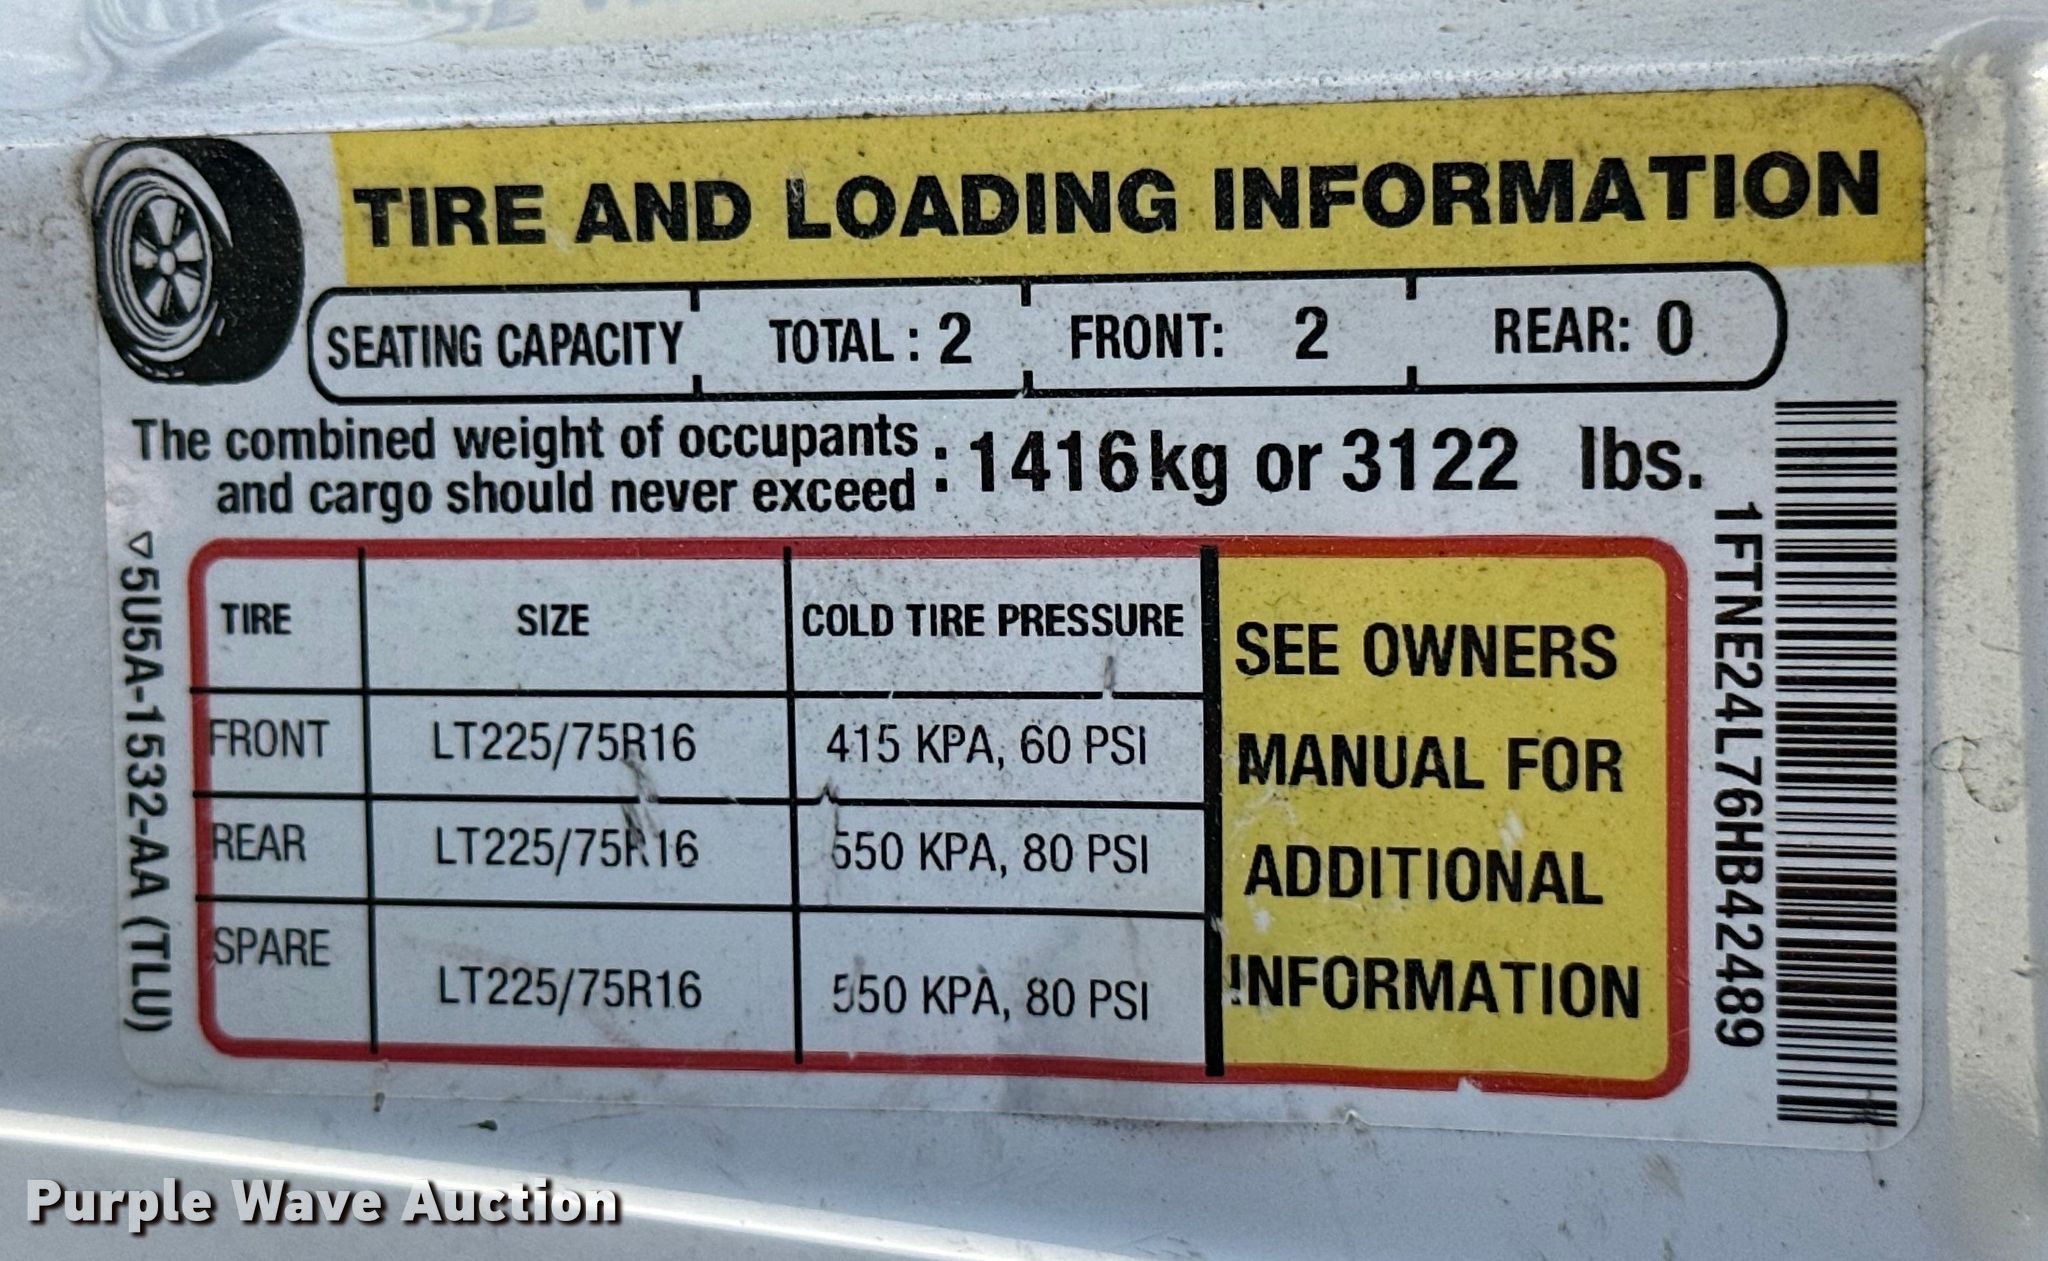 TIRE AND LOADING INFORMATION
SEATING CAPACITY TOTAL : 2 FRONT: 2 REAR: 0
The combined weight of occupants
and cargo should never exceed : 1416kg or 3122 lbs.
TIRE SIZE COLD TIRE PRESSURE
FRONT LT225/75R16 415 KPA, 60 PSI
REAR LT225/75R16 550 KPA, 80 PSI
SPARE LT225/75R16 550 KPA, 80 PSI
SEE OWNERS
MANUAL FOR
ADDITIONAL
INFORMATION
5U5A-1532-AA (TLU)
1FTNE24L76HB42489
Purple Wave Auction